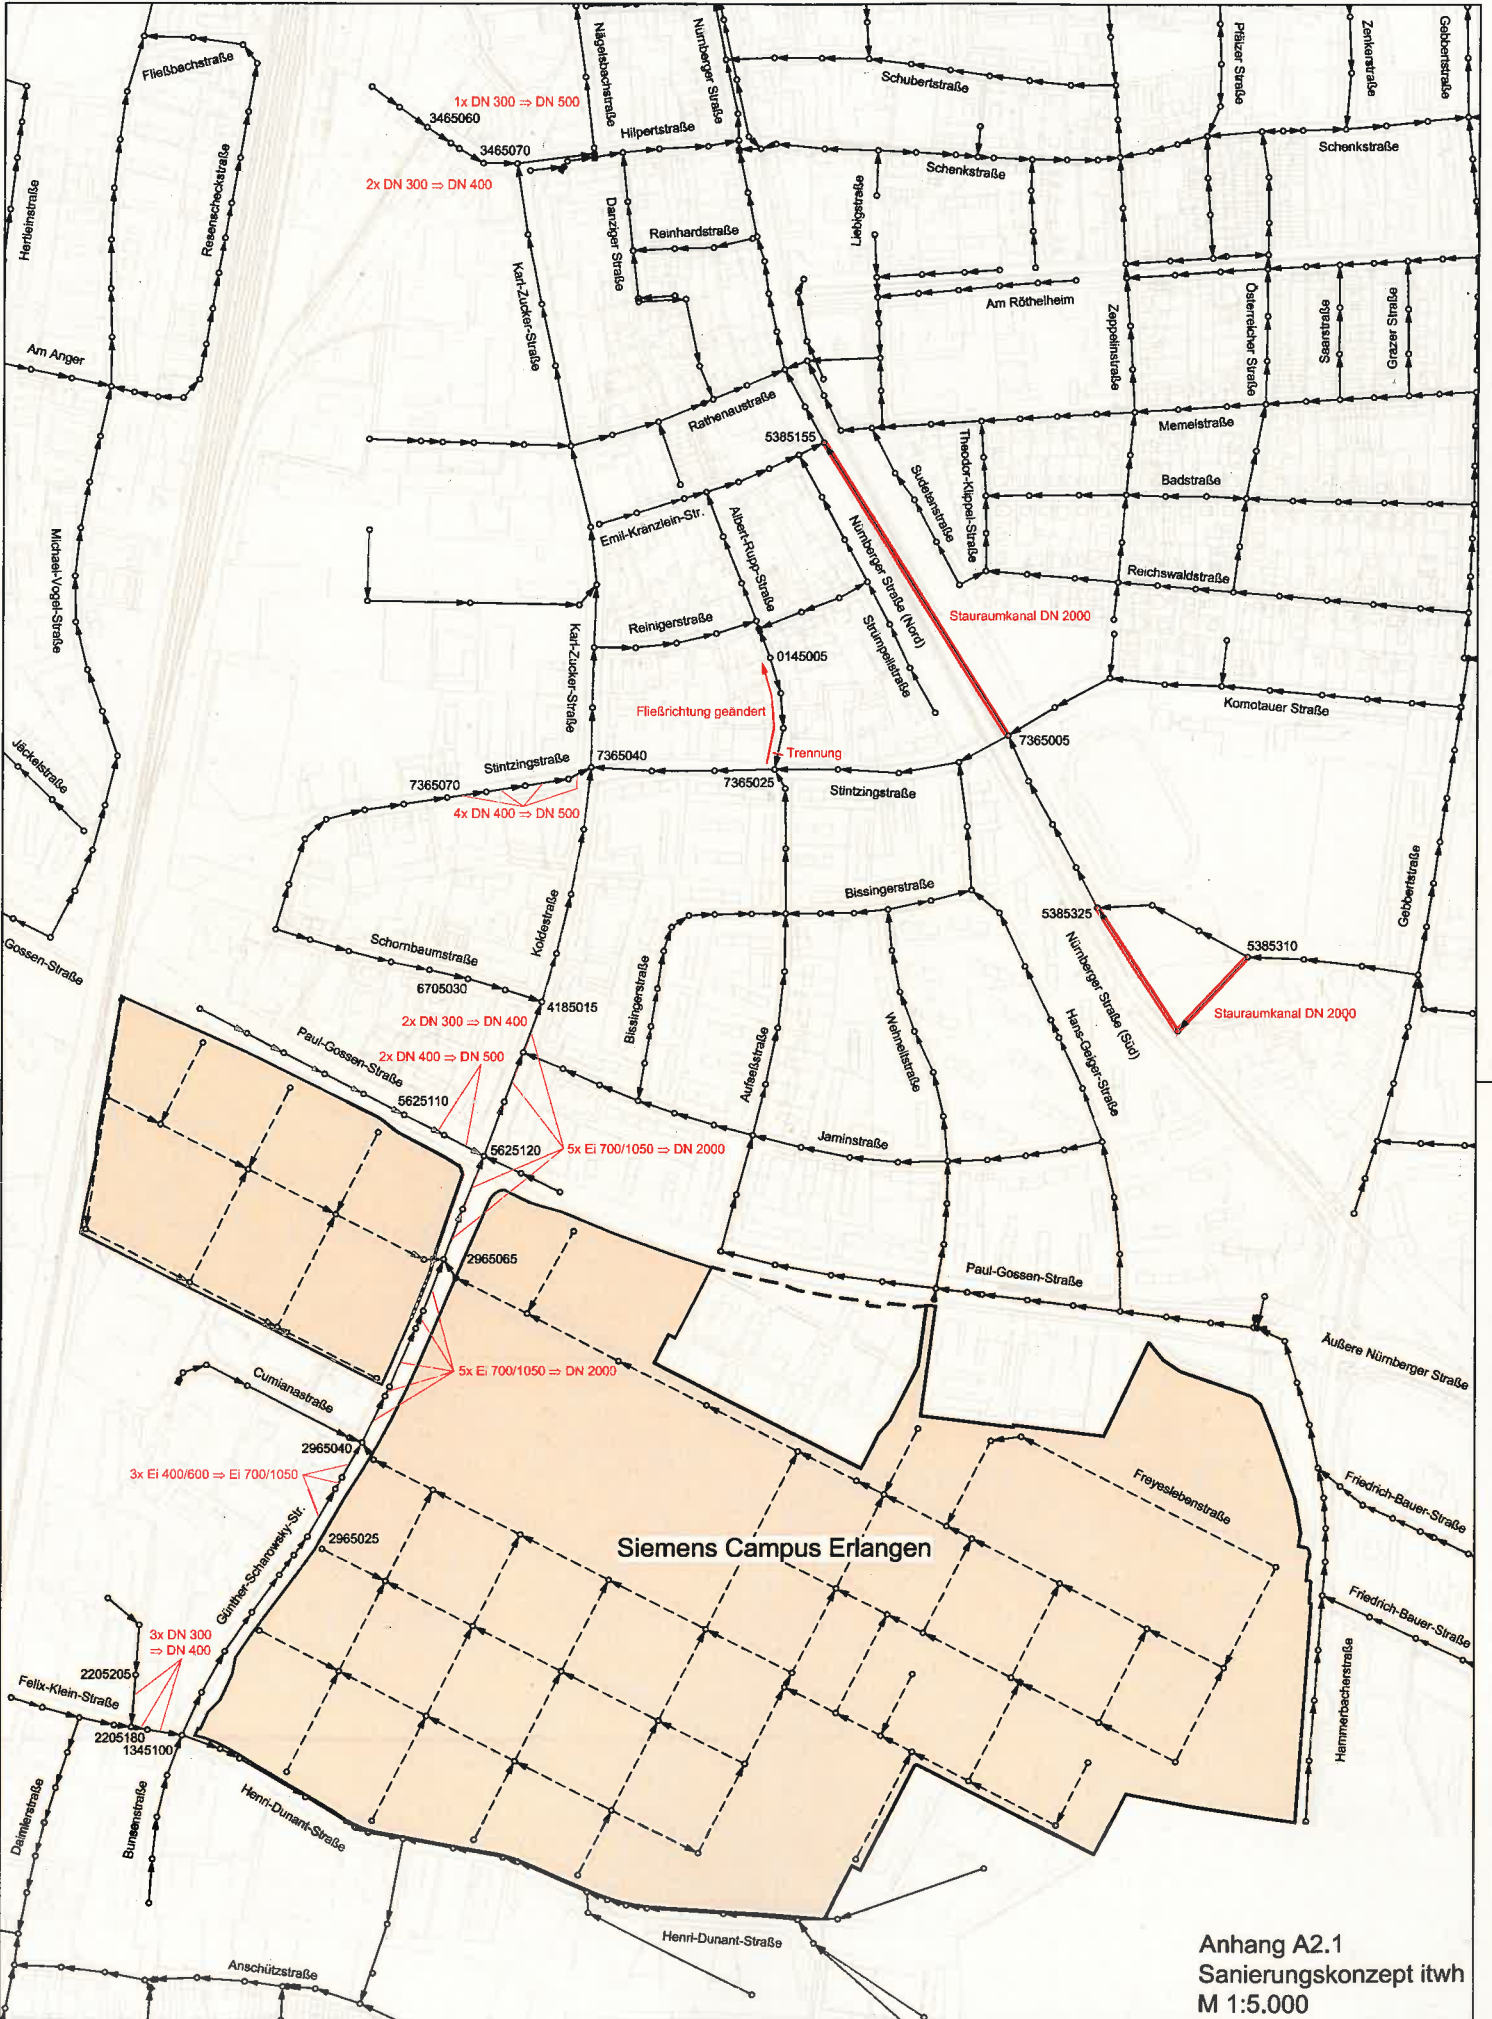 Fließbachstraße
Nägelsbachstraße
Nürnberger Straße
Schubertstraße
Pfälzer Straße
Zenkerstraße
Gebbertstraße
1x DN 300 ⇒ DN 500
3465060
Hilpertstraße
3465070
2x DN 300 ⇒ DN 400
Schenkstraße
Schenkstraße
Hertleinstraße
Resenscheckstraße
Danziger Straße
Reinhardstraße
Liebigstraße
Karl-Zucker-Straße
Am Röthelheim
Zeppelinstraße
Österreicher Straße
Saarstraße
Grazer Straße
Am Anger
Rathenaustraße
5385155
Memelstraße
Badstraße
Sudetenstraße
Theodor-Klippel-Straße
Emil-Kränzlein-Str.
Albert-Rupp-Straße
Nürnberger Straße (Nord)
Michael-Vogel-Straße
Reichswaldstraße
Stauraumkanal DN 2000
Reinigerstraße
Strümpellstraße
Karl-Zucker-Straße
0145005
Fließrichtung geändert
Komotauer Straße
7365005
Trennung
Jäckelstraße
Stintzingstraße
7365040
7365070
7365025
Stintzingstraße
4x DN 400 ⇒ DN 500
Gebbertstraße
Bissingerstraße
5385325
5385310
Koldestraße
Schornbaumstraße
Gossen-Straße
6705030
4185015
Bissingerstraße
Nürnberger Straße (Süd)
Stauraumkanal DN 2000
2x DN 300 ⇒ DN 400
Paul-Gossen-Straße
2x DN 400 ⇒ DN 500
Aufseßstraße
Wehneltstraße
Hans-Geiger-Straße
5625110
5625120
5x Ei 700/1050 ⇒ DN 2000
Jaminstraße
2965065
Paul-Gossen-Straße
Äußere Nürnberger Straße
5x Ei 700/1050 ⇒ DN 2000
Cumianastraße
2965040
3x Ei 400/600 ⇒ Ei 700/1050
Freyeslebenstraße
Friedrich-Bauer-Straße
Günther-Scharowsky-Str.
2965025
Siemens Campus Erlangen
Friedrich-Bauer-Straße
3x DN 300
⇒ DN 400
2205205
Felix-Klein-Straße
2205180
1345100
Hammerbacherstraße
Daimlerstraße
Bunsenstraße
Henri-Dunant-Straße
Henri-Dunant-Straße
Anschützstraße
Anhang A2.1
Sanierungskonzept itwh
M 1:5.000